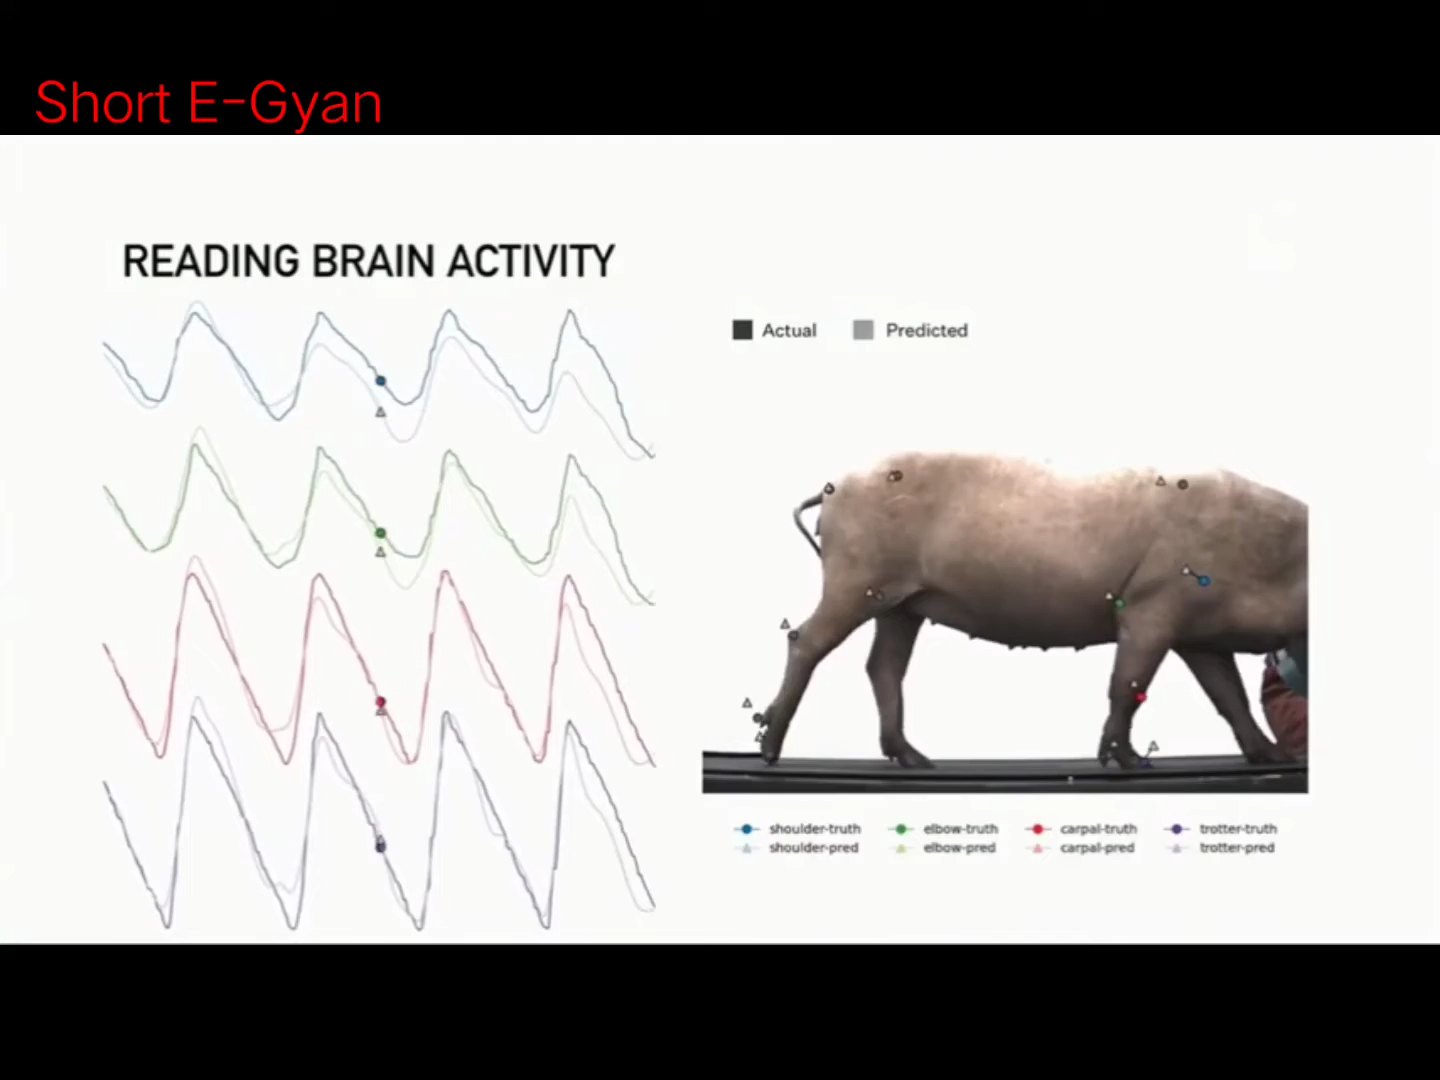 Short E-Gyan
READING BRAIN ACTIVITY
Actual Predicted
shoulder-truth elbow-truth carpal-truth trotter-truth
shoulder-pred elbow-pred carpal-pred trotter-pred